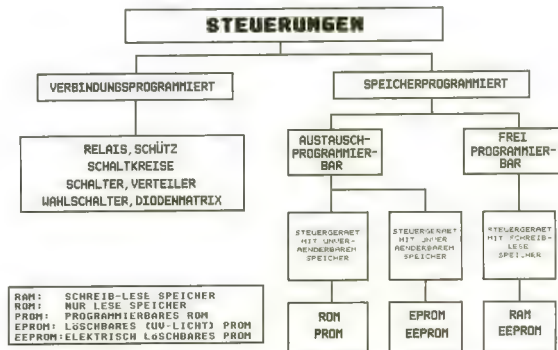 STEUERUNGEN
VERBINDUNGSPROGRAMMIERT
SPEICHERPROGRAMMIERT
RELAIS, SCHÜTZ
SCHALTKREISE
SCHALTER, VERTEILER
WAHLSCHALTER, DIODENMATRIX
AUSTAUSCH-
PROGRAMMIER-
BAR
FREI
PROGRAMMIER-
BAR
STEUERGERAET
MIT UNVER-
AENDERBAREM
SPEICHER
STEUERGERAET
MIT
AENDERBAREM
SPEICHER
STEUERGERAET
MIT SCHREIB-
LESE
SPEICHER
ROM
PROM
EPROM
EEPROM
RAM
EEPROM
RAM: SCHREIB-LESE SPEICHER
ROM: NUR LESE SPEICHER
PROM: PROGRAMMIERBARES ROM
EPROM: LöSCHBARES (UV-LICHT) PROM
EEPROM:ELEKTRISCH LöSCHBARES PROM